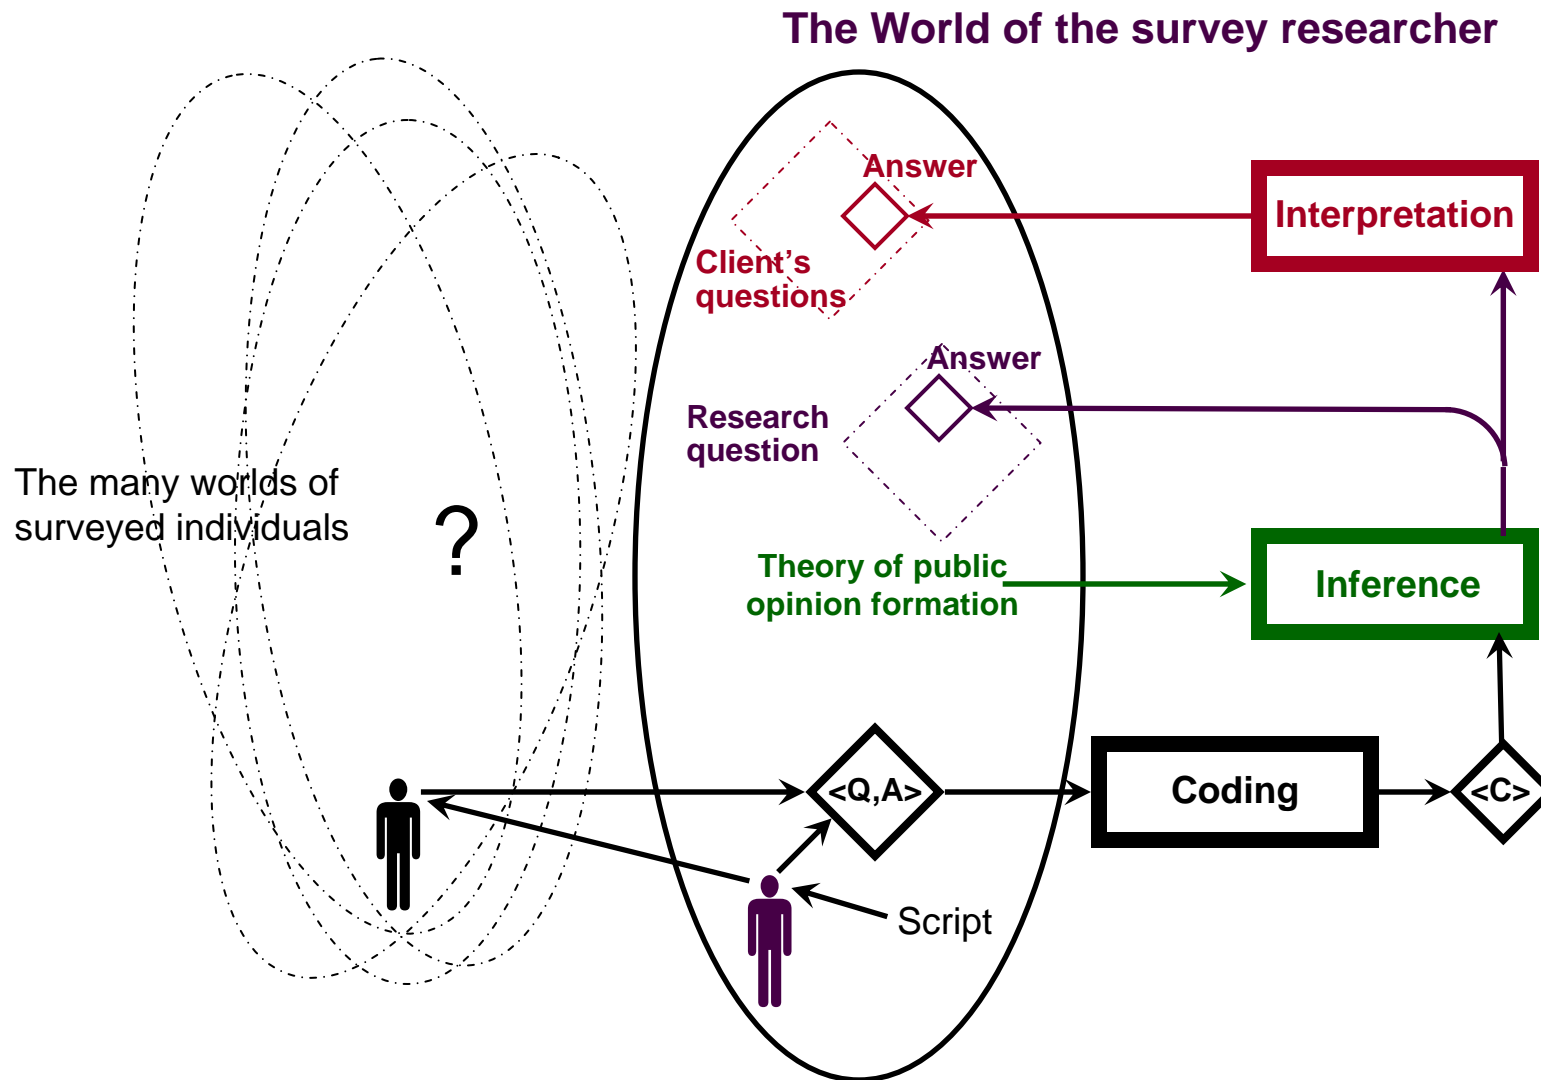 The World of the survey researcher
Answer
Interpretation
Client’s
questions
Answer
Research
question
The many worlds of
surveyed individuals
?
Theory of public
opinion formation
Inference
<Q,A>
Coding
<C>
Script